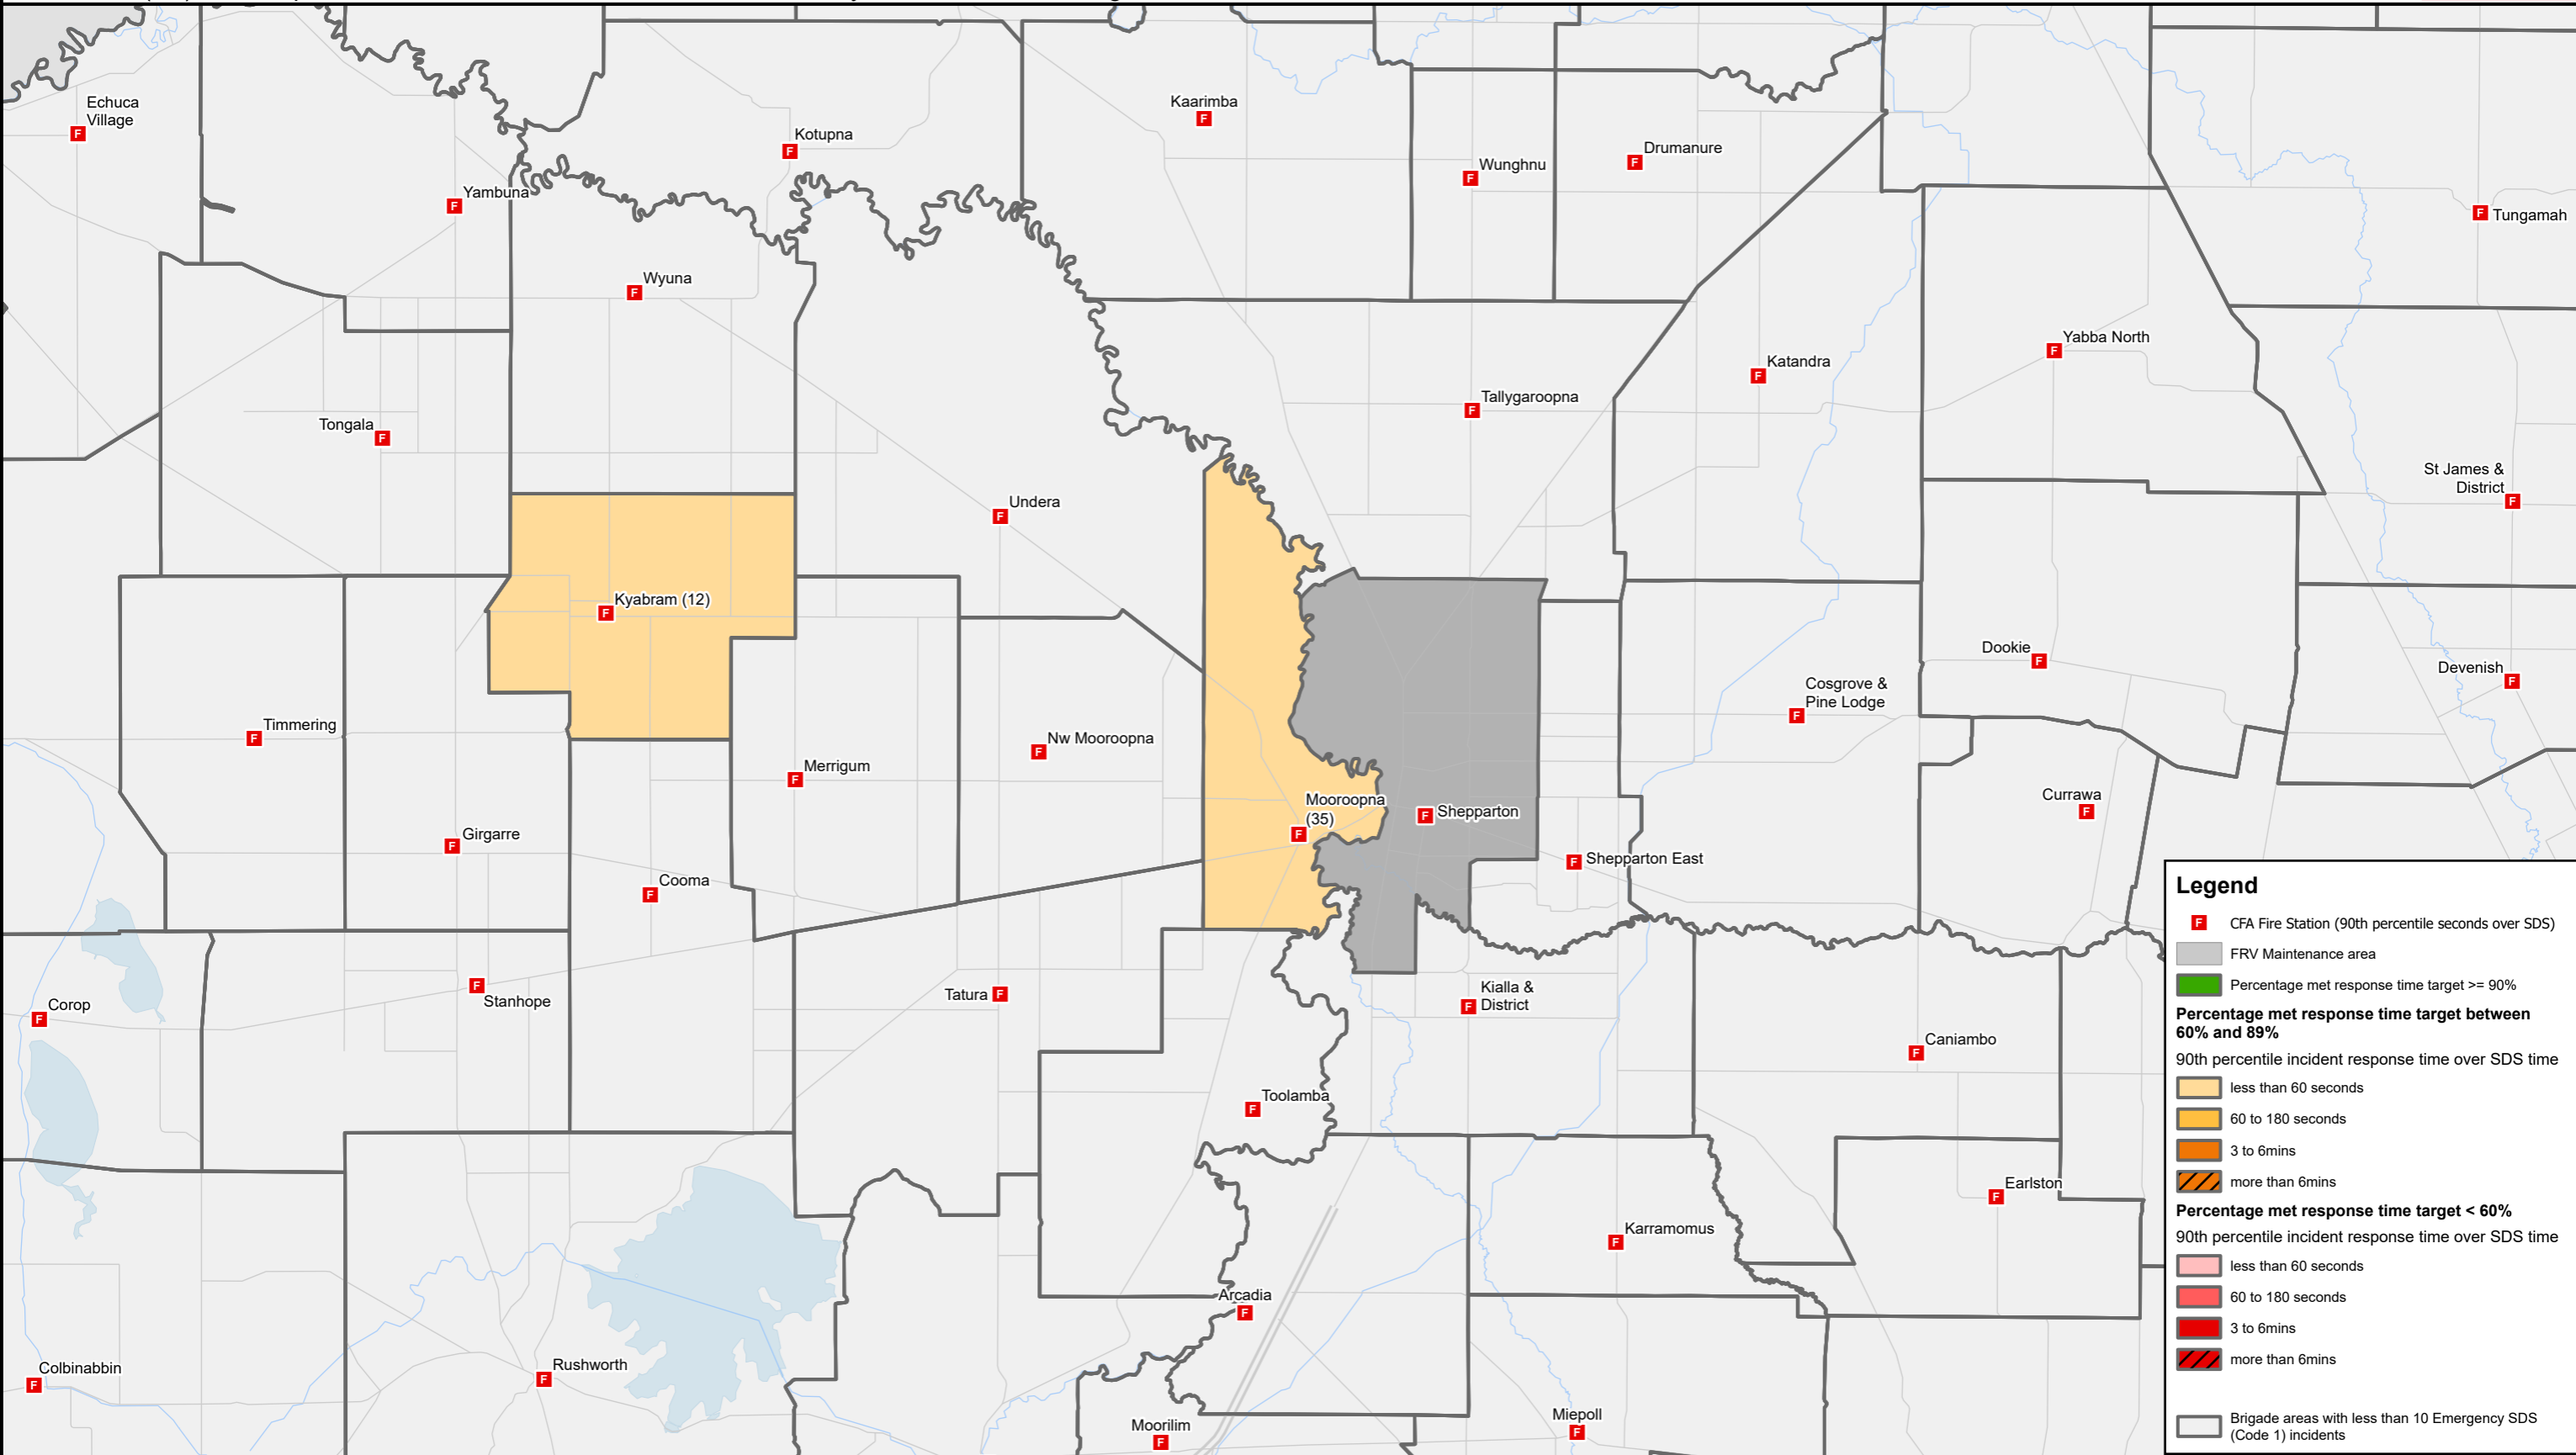 Echuca
Village
Kaarimba
Kotupna
Drumanure
Wunghnu
Yambuna
Tungamah
Wyuna
Yabba North
Katandra
Tallygaroopna
Tongala
St James &
District
Undera
Kyabram (12)
Dookie
Devenish
Cosgrove &
Pine Lodge
Timmering
Nw Mooroopna
Merrigum
Mooroopna
(35)
Shepparton
Currawa
Girgarre
Shepparton East
Cooma
Stanhope
Tatura
Kialla &
District
Corop
Caniambo
Toolamba
Earlston
Karramomus
Arcadia
Colbinabbin
Rushworth
Moorilim
Miepoll
Legend
F CFA Fire Station (90th percentile seconds over SDS)
FRV Maintenance area
Percentage met response time target >= 90%
Percentage met response time target between
60% and 89%
90th percentile incident response time over SDS time
less than 60 seconds
60 to 180 seconds
3 to 6mins
more than 6mins
Percentage met response time target < 60%
90th percentile incident response time over SDS time
less than 60 seconds
60 to 180 seconds
3 to 6mins
more than 6mins
Brigade areas with less than 10 Emergency SDS
(Code 1) incidents